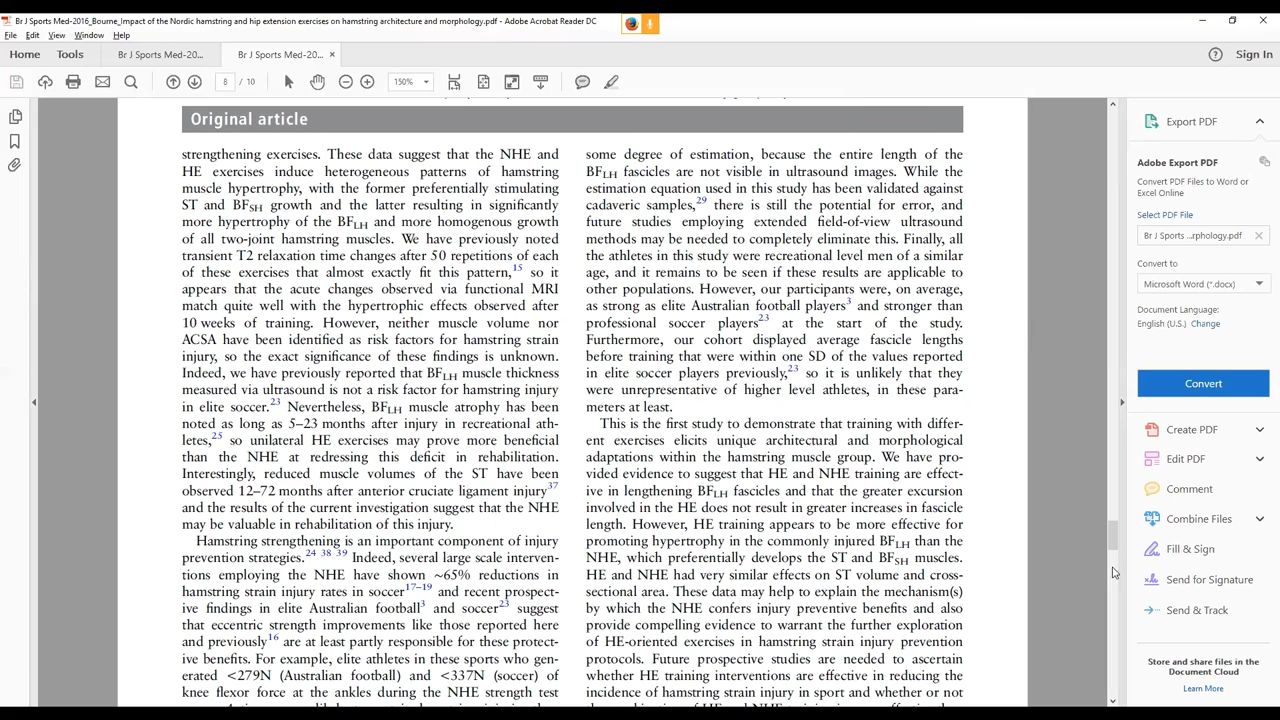 Br J Sports Med-2016_Bourne_Impact of the Nordic hamstring and hip extension exercises on hamstring architecture and morphology.pdf - Adobe Acrobat Reader DC
File Edit View Window Help
Home Tools Br J Sports Med-20... Br J Sports Med-20... × Sign In
8 / 10 150%
Original article
strengthening exercises. These data suggest that the NHE and
HE exercises induce heterogeneous patterns of hamstring
muscle hypertrophy, with the former preferentially stimulating
ST and BFSH growth and the latter resulting in significantly
more hypertrophy of the BFLH and more homogenous growth
of all two-joint hamstring muscles. We have previously noted
transient T2 relaxation time changes after 50 repetitions of each
of these exercises that almost exactly fit this pattern,15 so it
appears that the acute changes observed via functional MRI
match quite well with the hypertrophic effects observed after
10 weeks of training. However, neither muscle volume nor
ACSA have been identified as risk factors for hamstring strain
injury, so the exact significance of these findings is unknown.
Indeed, we have previously reported that BFLH muscle thickness
measured via ultrasound is not a risk factor for hamstring injury
in elite soccer.23 Nevertheless, BFLH muscle atrophy has been
noted as long as 5–23 months after injury in recreational ath-
letes,25 so unilateral HE exercises may prove more beneficial
than the NHE at redressing this deficit in rehabilitation.
Interestingly, reduced muscle volumes of the ST have been
observed 12–72 months after anterior cruciate ligament injury37
and the results of the current investigation suggest that the NHE
may be valuable in rehabilitation of this injury.
Hamstring strengthening is an important component of injury
prevention strategies.24 38 39 Indeed, several large scale interven-
tions employing the NHE have shown ~65% reductions in
hamstring strain injury rates in soccer17–19 and recent prospect-
ive findings in elite Australian football3 and soccer23 suggest
that eccentric strength improvements like those reported here
and previously16 are at least partly responsible for these protect-
ive benefits. For example, elite athletes in these sports who gen-
erated <279N (Australian football) and <337N (soccer) of
knee flexor force at the ankles during the NHE strength test
some degree of estimation, because the entire length of the
BFLH fascicles are not visible in ultrasound images. While the
estimation equation used in this study has been validated against
cadaveric samples,29 there is still the potential for error, and
future studies employing extended field-of-view ultrasound
methods may be needed to completely eliminate this. Finally, all
the athletes in this study were recreational level men of a similar
age, and it remains to be seen if these results are applicable to
other populations. However, our participants were, on average,
as strong as elite Australian football players3 and stronger than
professional soccer players23 at the start of the study.
Furthermore, our cohort displayed average fascicle lengths
before training that were within one SD of the values reported
in elite soccer players previously,23 so it is unlikely that they
were unrepresentative of higher level athletes, in these para-
meters at least.
This is the first study to demonstrate that training with differ-
ent exercises elicits unique architectural and morphological
adaptations within the hamstring muscle group. We have pro-
vided evidence to suggest that HE and NHE training are effect-
ive in lengthening BFLH fascicles and that the greater excursion
involved in the HE does not result in greater increases in fascicle
length. However, HE training appears to be more effective for
promoting hypertrophy in the commonly injured BFLH than the
NHE, which preferentially develops the ST and BFSH muscles.
HE and NHE had very similar effects on ST volume and cross-
sectional area. These data may help to explain the mechanism(s)
by which the NHE confers injury preventive benefits and also
provide compelling evidence to warrant the further exploration
of HE-oriented exercises in hamstring strain injury prevention
protocols. Future prospective studies are needed to ascertain
whether HE training interventions are effective in reducing the
incidence of hamstring strain injury in sport and whether or not
Export PDF
Adobe Export PDF
Convert PDF Files to Word or
Excel Online
Select PDF File
Br J Sports ...rphology.pdf ×
Convert to
Microsoft Word (*.docx)
Document Language:
English (U.S.) Change
Convert
Create PDF
Edit PDF
Comment
Combine Files
Fill & Sign
Send for Signature
Send & Track
Store and share files in the
Document Cloud
Learn More